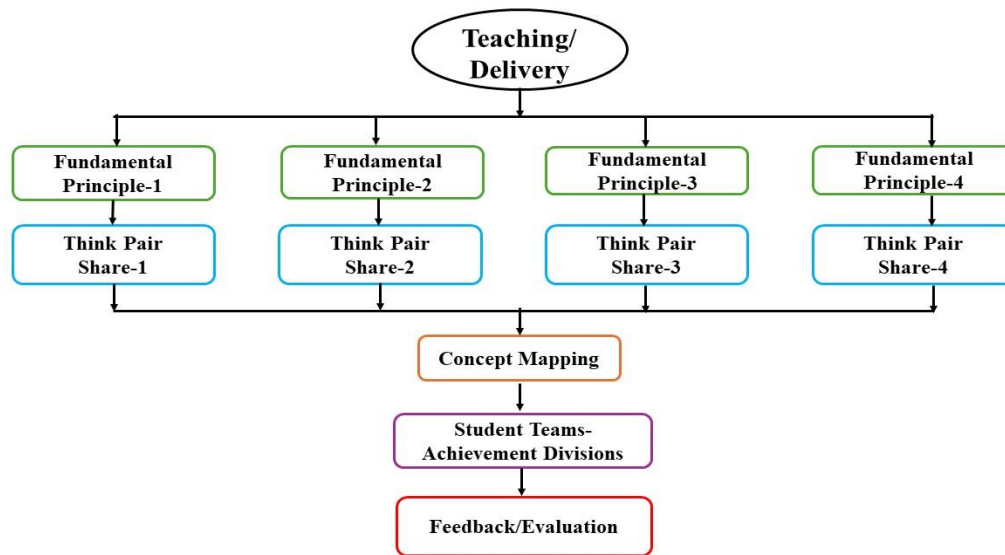 Teaching/
Delivery
Fundamental
Principle-1
Fundamental
Principle-2
Fundamental
Principle-3
Fundamental
Principle-4
Think Pair
Share-1
Think Pair
Share-2
Think Pair
Share-3
Think Pair
Share-4
Concept Mapping
Student Teams-
Achievement Divisions
Feedback/Evaluation